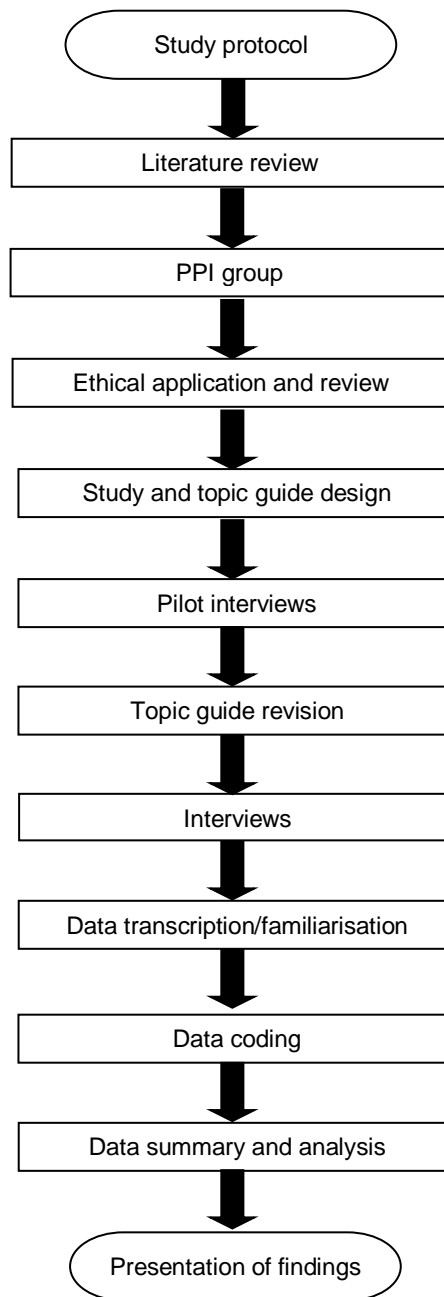 Study protocol
Literature review
PPI group
Ethical application and review
Study and topic guide design
Pilot interviews
Topic guide revision
Interviews
Data transcription/familiarisation
Data coding
Data summary and analysis
Presentation of findings